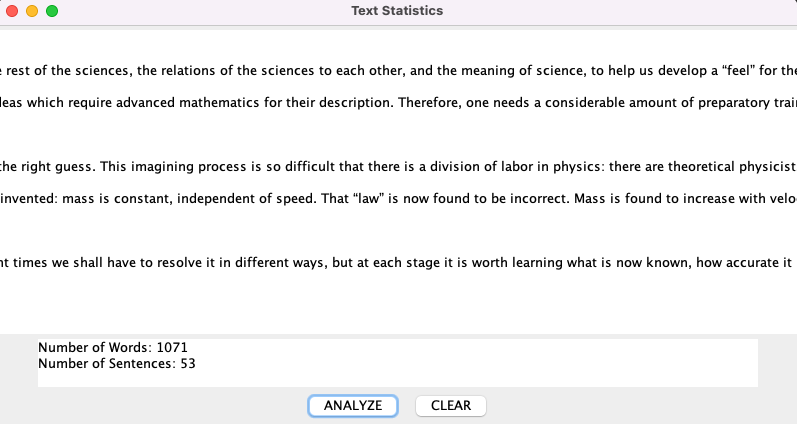 Text Statistics
rest of the sciences, the relations of the sciences to each other, and the meaning of science, to help us develop a “feel” for the
which require advanced mathematics for their description. Therefore, one needs a considerable amount of preparatory
the right guess. This imagining process is so difficult that there is a division of labor in physics: there are theoretical physicist
invented: mass is constant, independent of speed. That “law” is now found to be incorrect. Mass is found to increase with
times we shall have to resolve it in different ways, but at each stage it is worth learning what is now known, how accurate it
Number of Words: 1071
Number of Sentences: 53
ANALYZE CLEAR